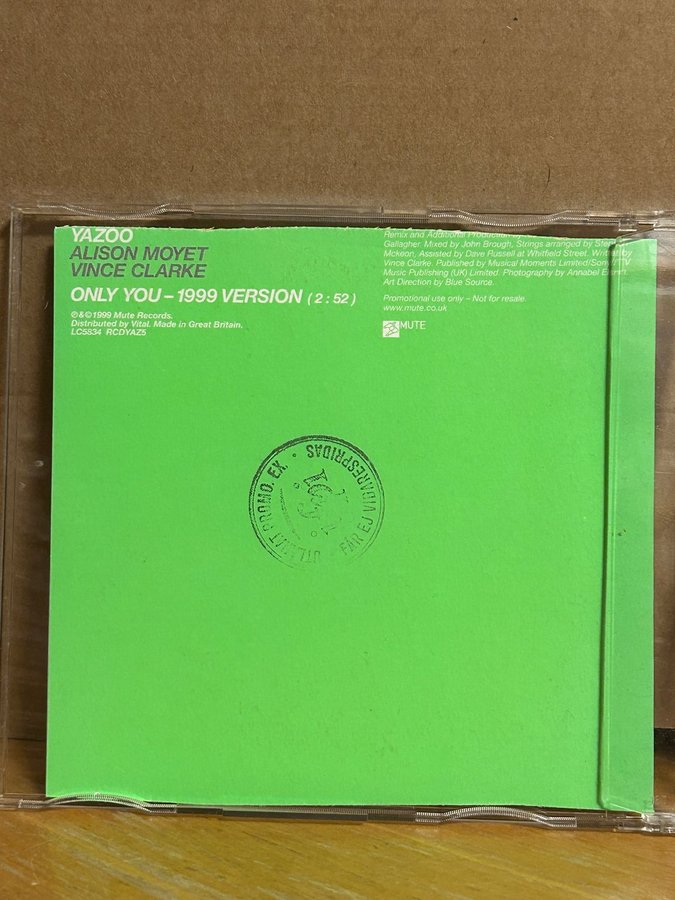 YAZOO
ALISON MOYET
VINCE CLARKE
ONLY YOU – 1999 VERSION ( 2 : 52 )
℗&©1999 Mute Records.
Distributed by Vital. Made in Great Britain.
LC5834 RCDYAZ5
Remix and Additional
Gallagher. Mixed by John Brough, Strings arranged by
Mckeon, Assisted by Dave Russell at Whitfield Street. Written by
Vince Clarke. Published by Musical Moments Limited/Sony/ATV
Music Publishing (UK) Limited. Photography by Annabel
Art Direction by Blue Source.
Promotional use only – Not for resale.
www.mute.co.uk
MUTE
UTLÅNAT PROMO EX. • FÅR EJ VIDARESPRIDAS